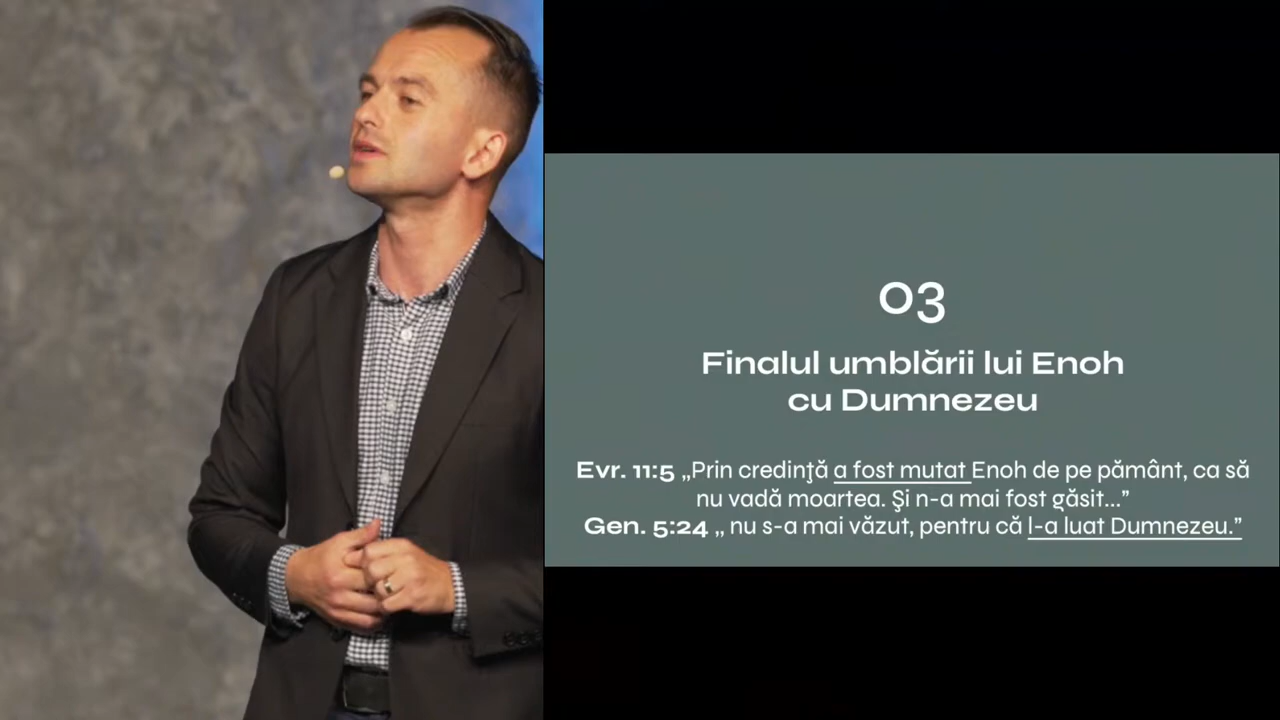 03
Finalul umblării lui Enoh
cu Dumnezeu
Evr. 11:5 „Prin credinţă a fost mutat Enoh de pe pământ, ca să
nu vadă moartea. Şi n-a mai fost găsit...”
Gen. 5:24 „ nu s-a mai văzut, pentru că l-a luat Dumnezeu.”